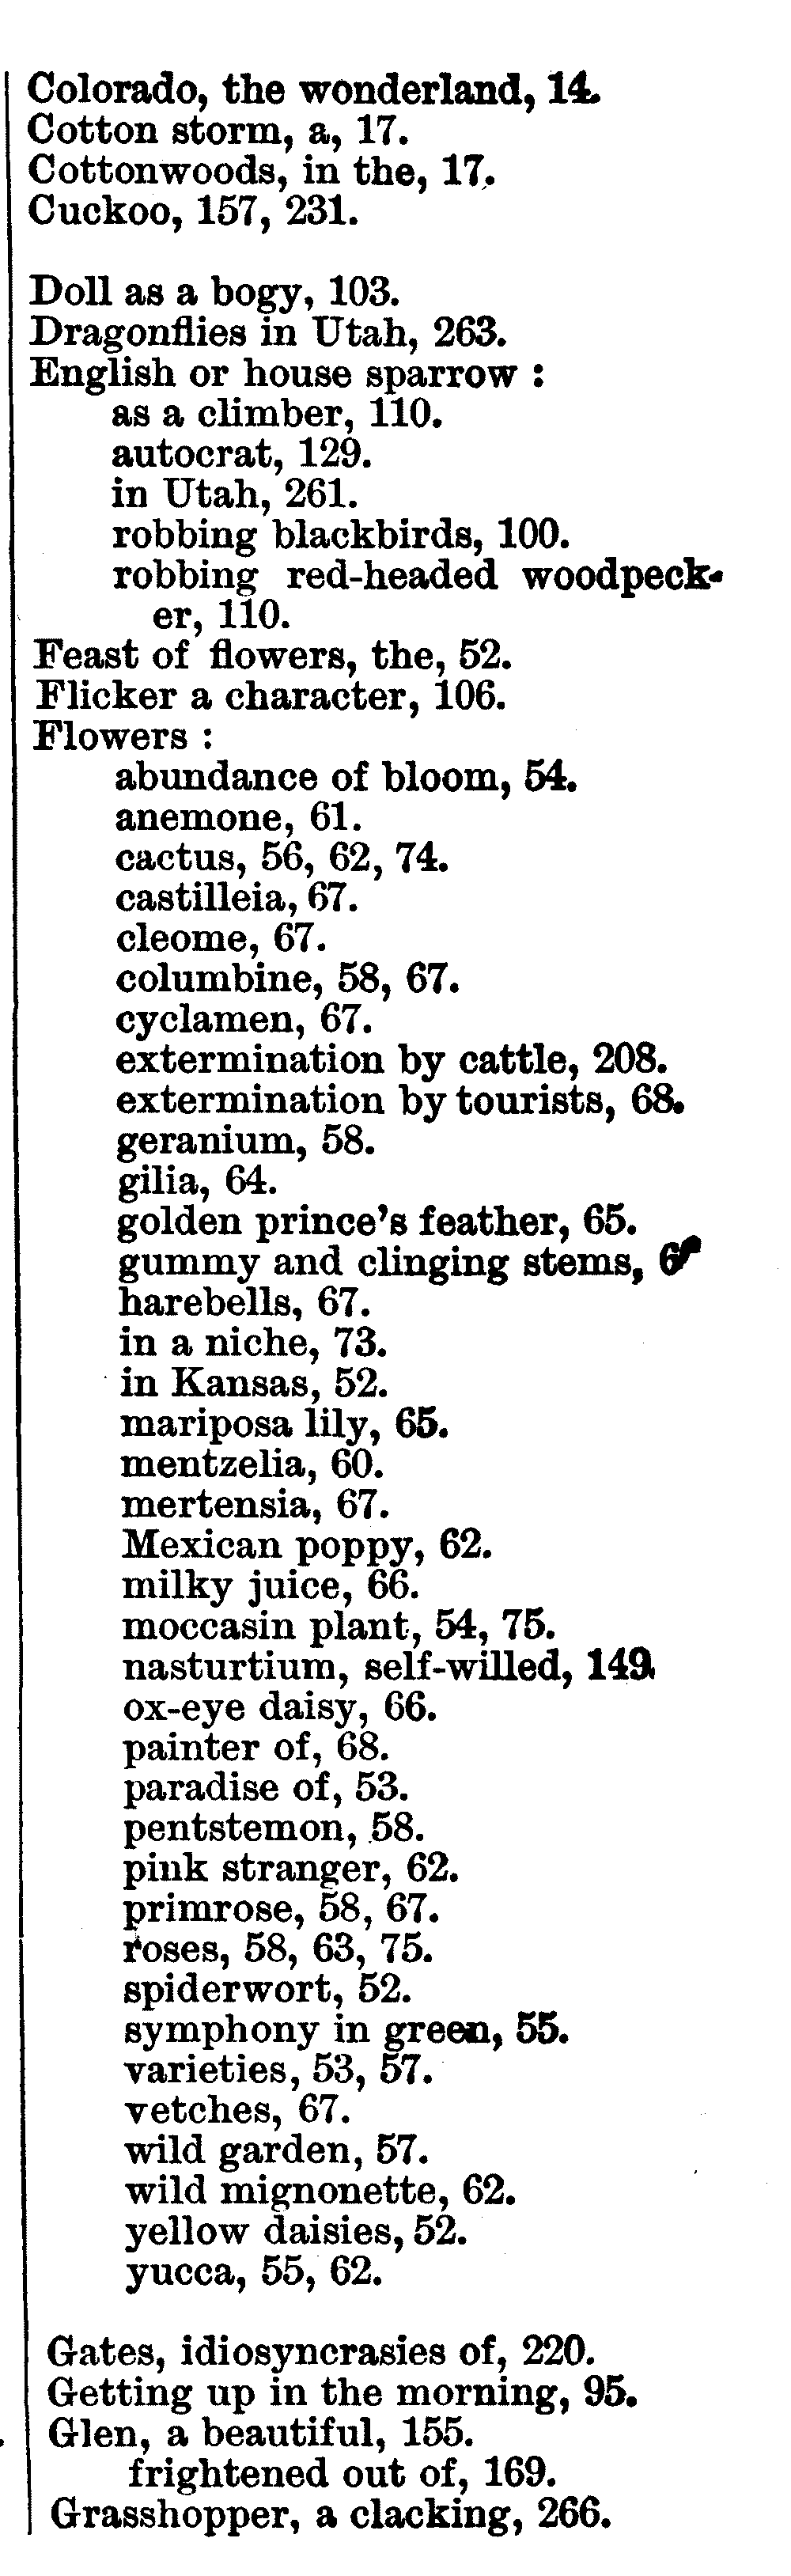 Colorado, the wonderland, 14.
Cotton storm, a, 17.
Cottonwoods, in the, 17.
Cuckoo, 157, 231.
Doll as a bogy, 103.
Dragonflies in Utah, 263.
English or house sparrow :
as a climber, 110.
autocrat, 129.
in Utah, 261.
robbing blackbirds, 100.
robbing red-headed woodpeck-
er, 110.
Feast of flowers, the, 52.
Flicker a character, 106.
Flowers :
abundance of bloom, 54.
anemone, 61.
cactus, 56, 62, 74.
castilleia, 67.
cleome, 67.
columbine, 58, 67.
cyclamen, 67.
extermination by cattle, 208.
extermination by tourists, 68.
geranium, 58.
gilia, 64.
golden prince's feather, 65.
gummy and clinging stems,
harebells, 67.
in a niche, 73.
in Kansas, 52.
mariposa lily, 65.
mentzelia, 60.
mertensia, 67.
Mexican poppy, 62.
milky juice, 66.
moccasin plant, 54, 75.
nasturtium, self-willed, 149.
ox-eye daisy, 66.
painter of, 68.
paradise of, 53.
pentstemon, 58.
pink stranger, 62.
primrose, 58, 67.
roses, 58, 63, 75.
spiderwort, 52.
symphony in green, 55.
varieties, 53, 57.
vetches, 67.
wild garden, 57.
wild mignonette, 62.
yellow daisies, 52.
yucca, 55, 62.
Gates, idiosyncrasies of, 220.
Getting up in the morning, 95.
Glen, a beautiful, 155.
frightened out of, 169.
Grasshopper, a clacking, 266.